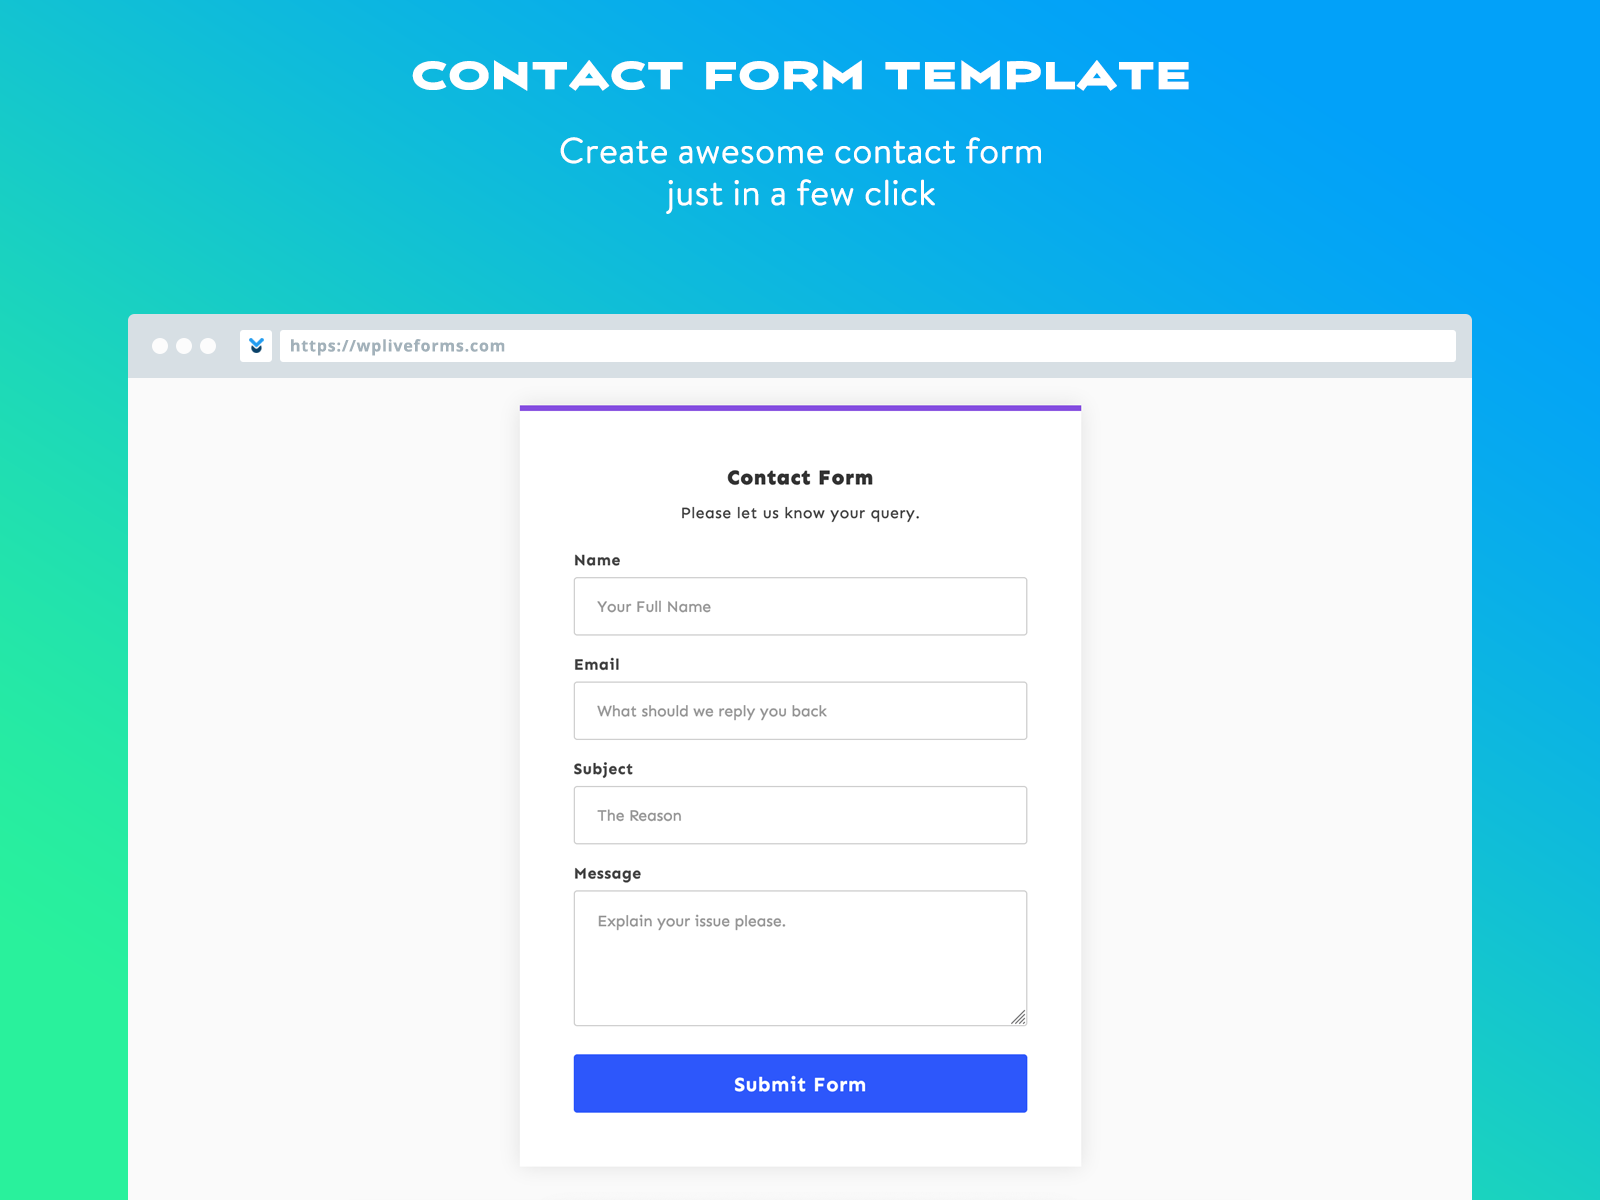 CONTACT FORM TEMPLATE
Create awesome contact form
just in a few click
https://wpliveforms.com
Contact Form
Please let us know your query.
Name
Your Full Name
Email
What should we reply you back
Subject
The Reason
Message
Explain your issue please.
Submit Form